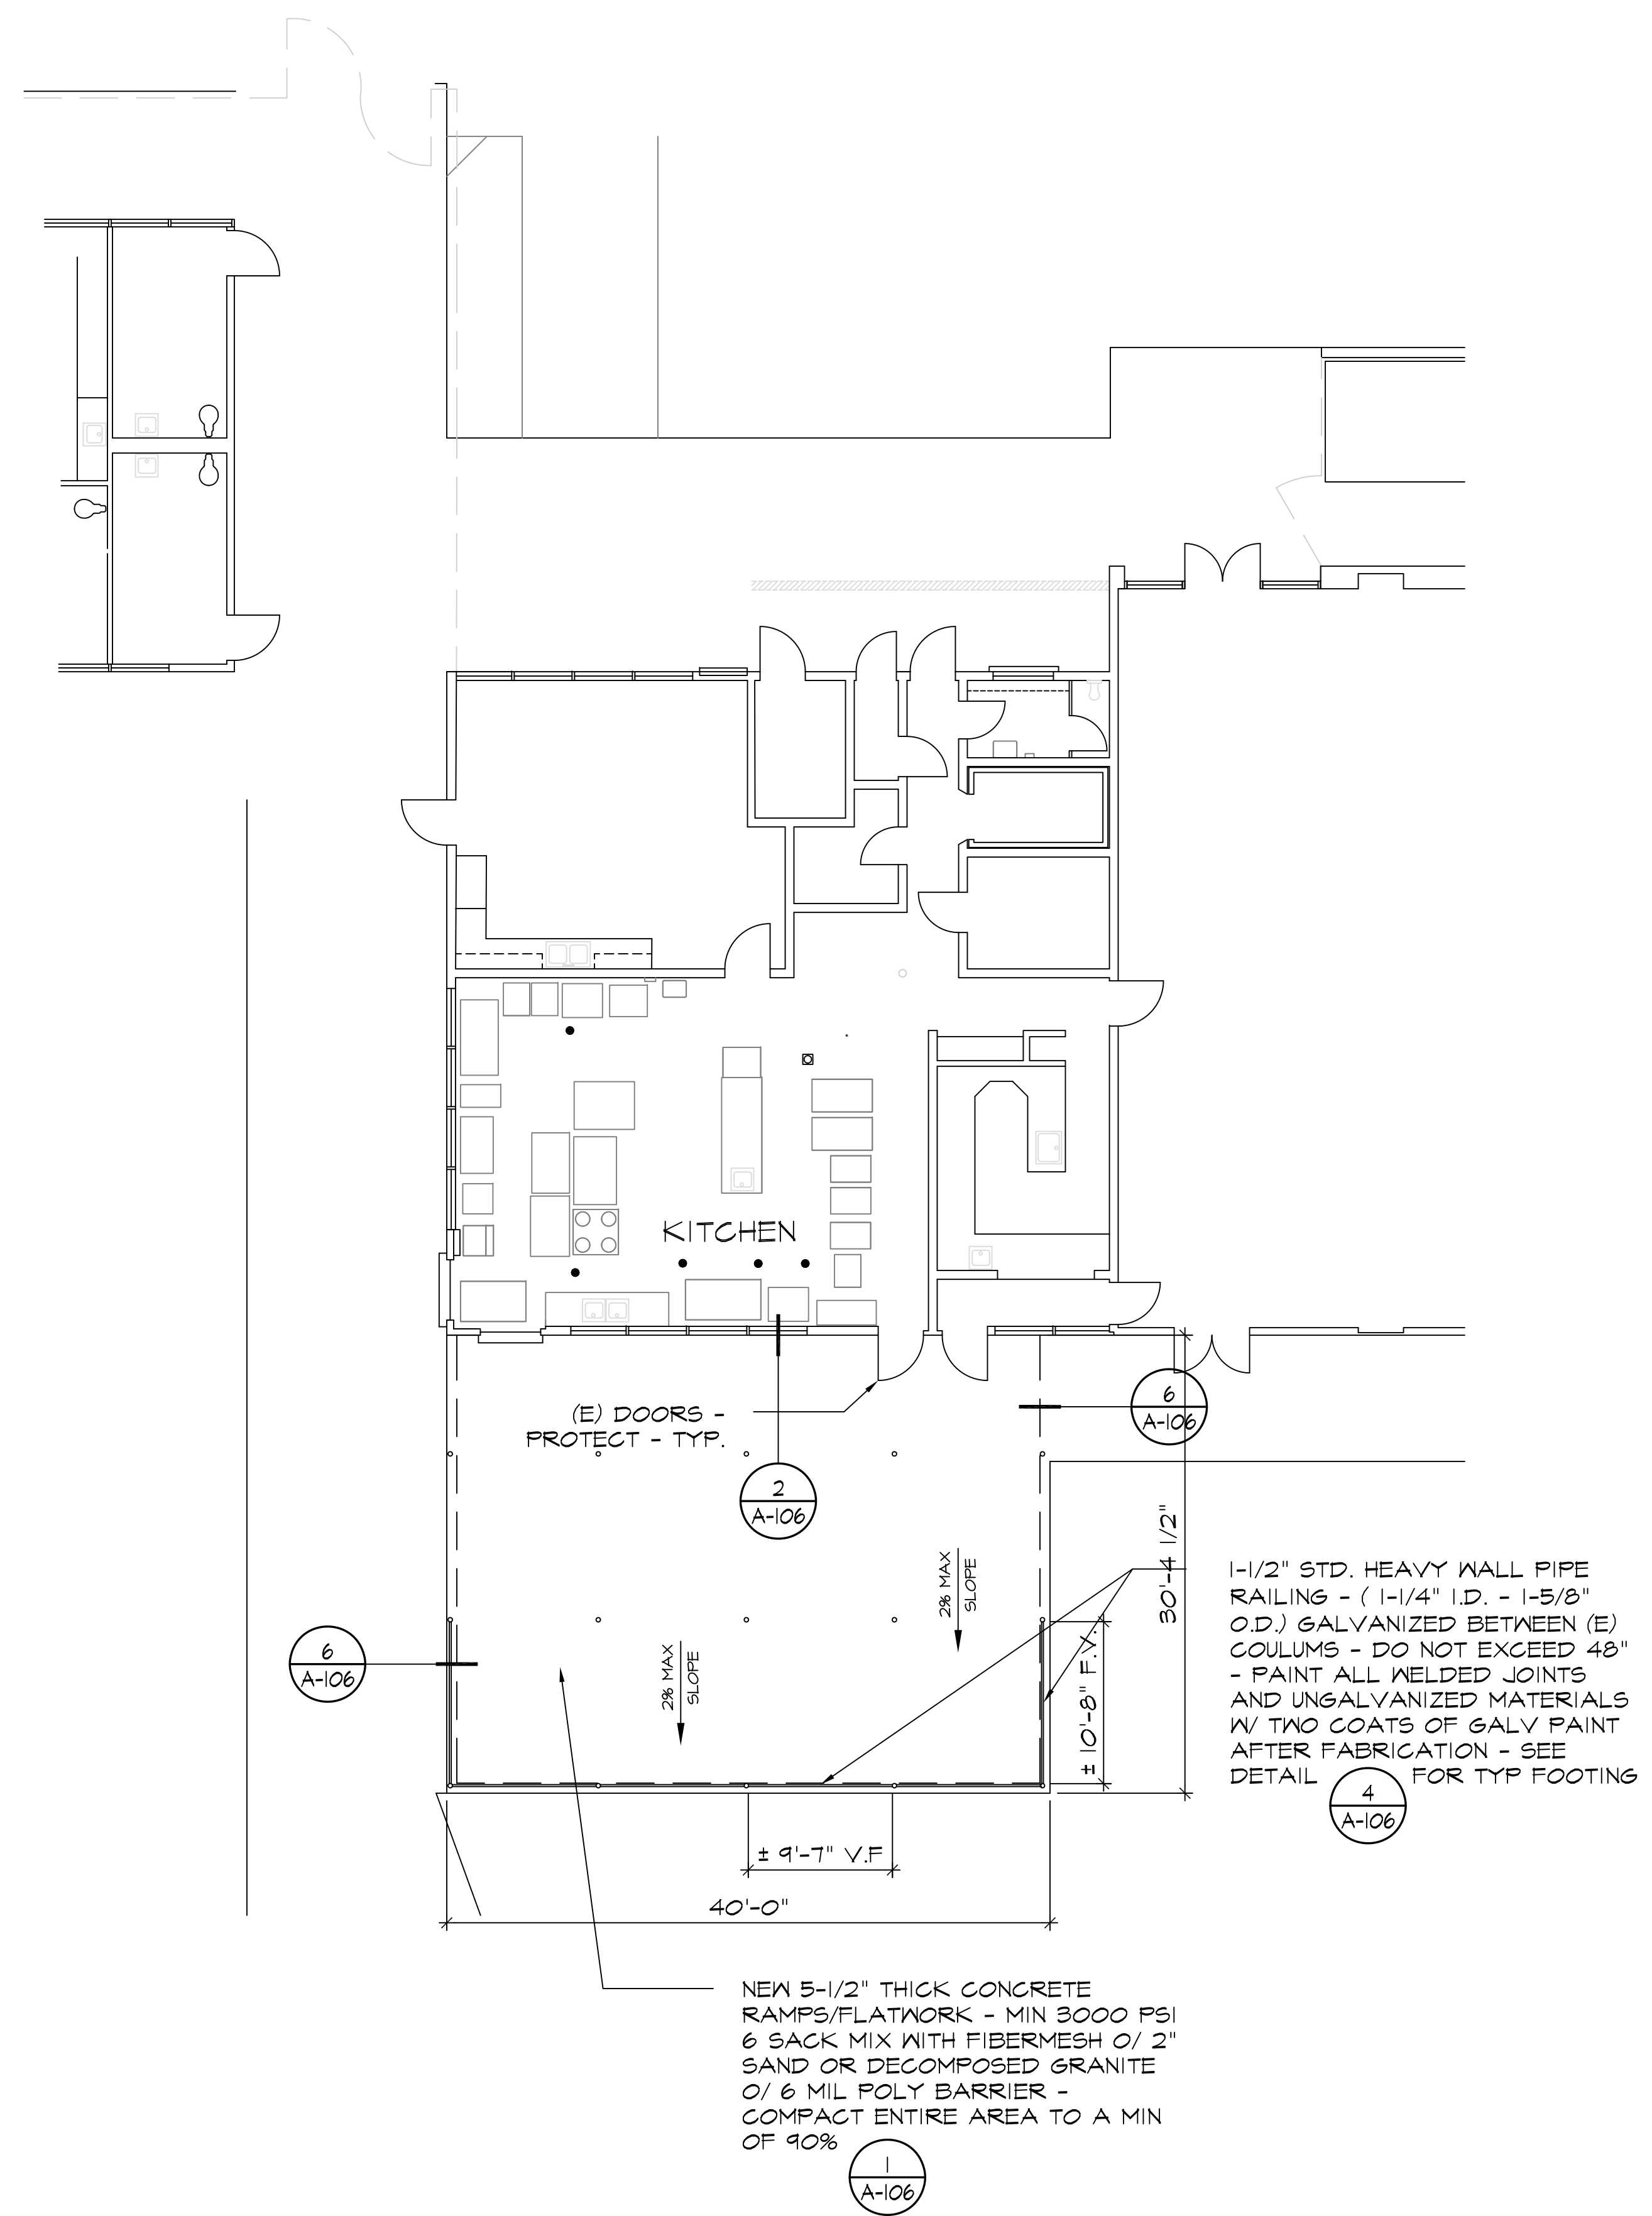 KITCHEN
(E) DOORS -
PROTECT - TYP.
6
A-106
2
A-106
30'-4 1/2"
2% MAX
SLOPE
1-1/2" STD. HEAVY WALL PIPE
RAILING - ( 1-1/4" I.D. - 1-5/8"
O.D.) GALVANIZED BETWEEN (E)
COULUMS - DO NOT EXCEED 48"
- PAINT ALL WELDED JOINTS
AND UNGALVANIZED MATERIALS
W/ TWO COATS OF GALV PAINT
AFTER FABRICATION - SEE
DETAIL FOR TYP FOOTING
4
A-106
6
A-106
2% MAX
SLOPE
± 10'-8" F.V.
± 9'-7" V.F
40'-0"
NEW 5-1/2" THICK CONCRETE
RAMPS/FLATWORK - MIN 3000 PSI
6 SACK MIX WITH FIBERMESH O/ 2"
SAND OR DECOMPOSED GRANITE
O/ 6 MIL POLY BARRIER -
COMPACT ENTIRE AREA TO A MIN
OF 90%
1
A-106